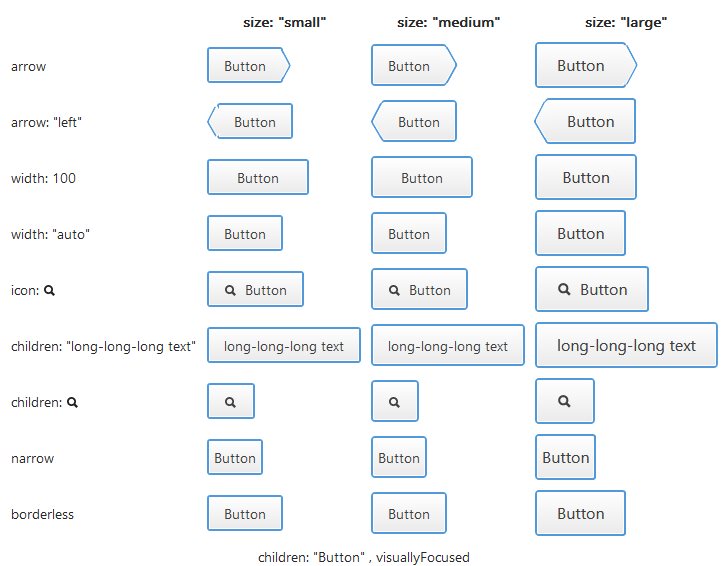 size: "small" size: "medium" size: "large"
arrow Button Button Button
arrow: "left" Button Button Button
width: 100 Button Button Button
width: "auto" Button Button Button
icon: Button Button Button
children: "long-long-long text" long-long-long text long-long-long text long-long-long text
children:
narrow Button Button Button
borderless Button Button Button
children: "Button" , visuallyFocused